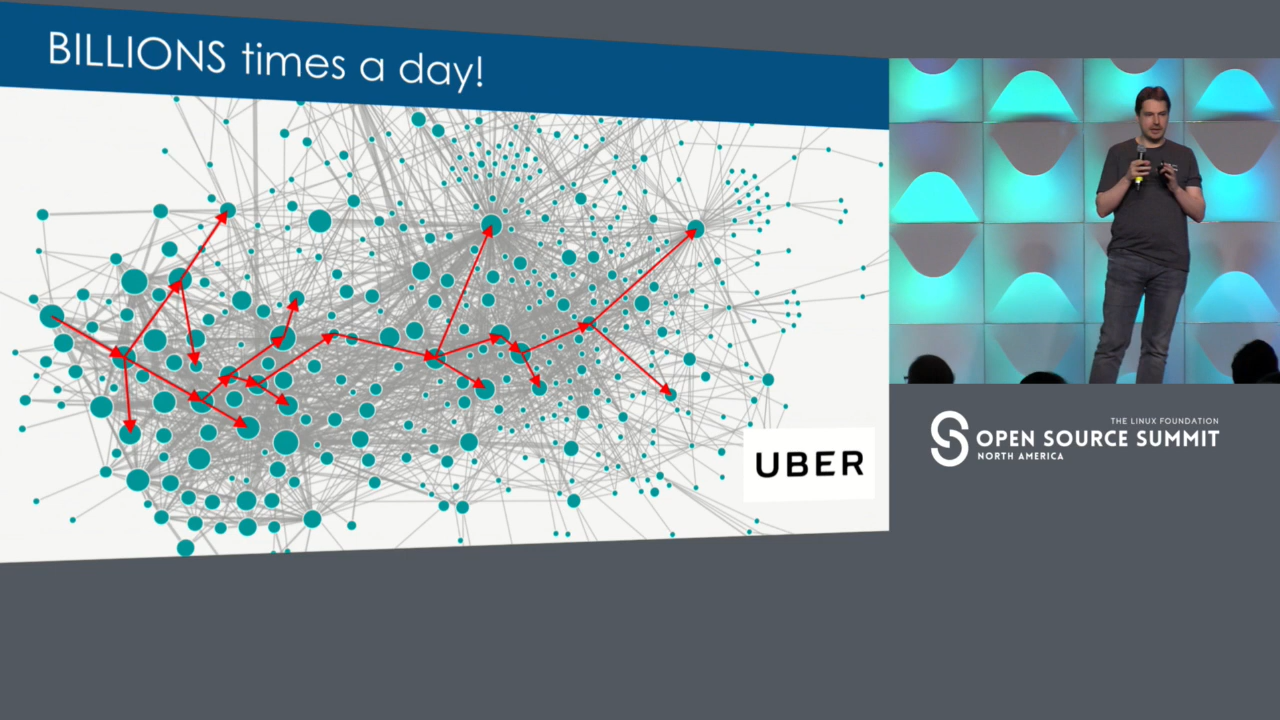 BILLIONS times a day!
UBER
THE LINUX FOUNDATION
OPEN SOURCE SUMMIT
NORTH AMERICA